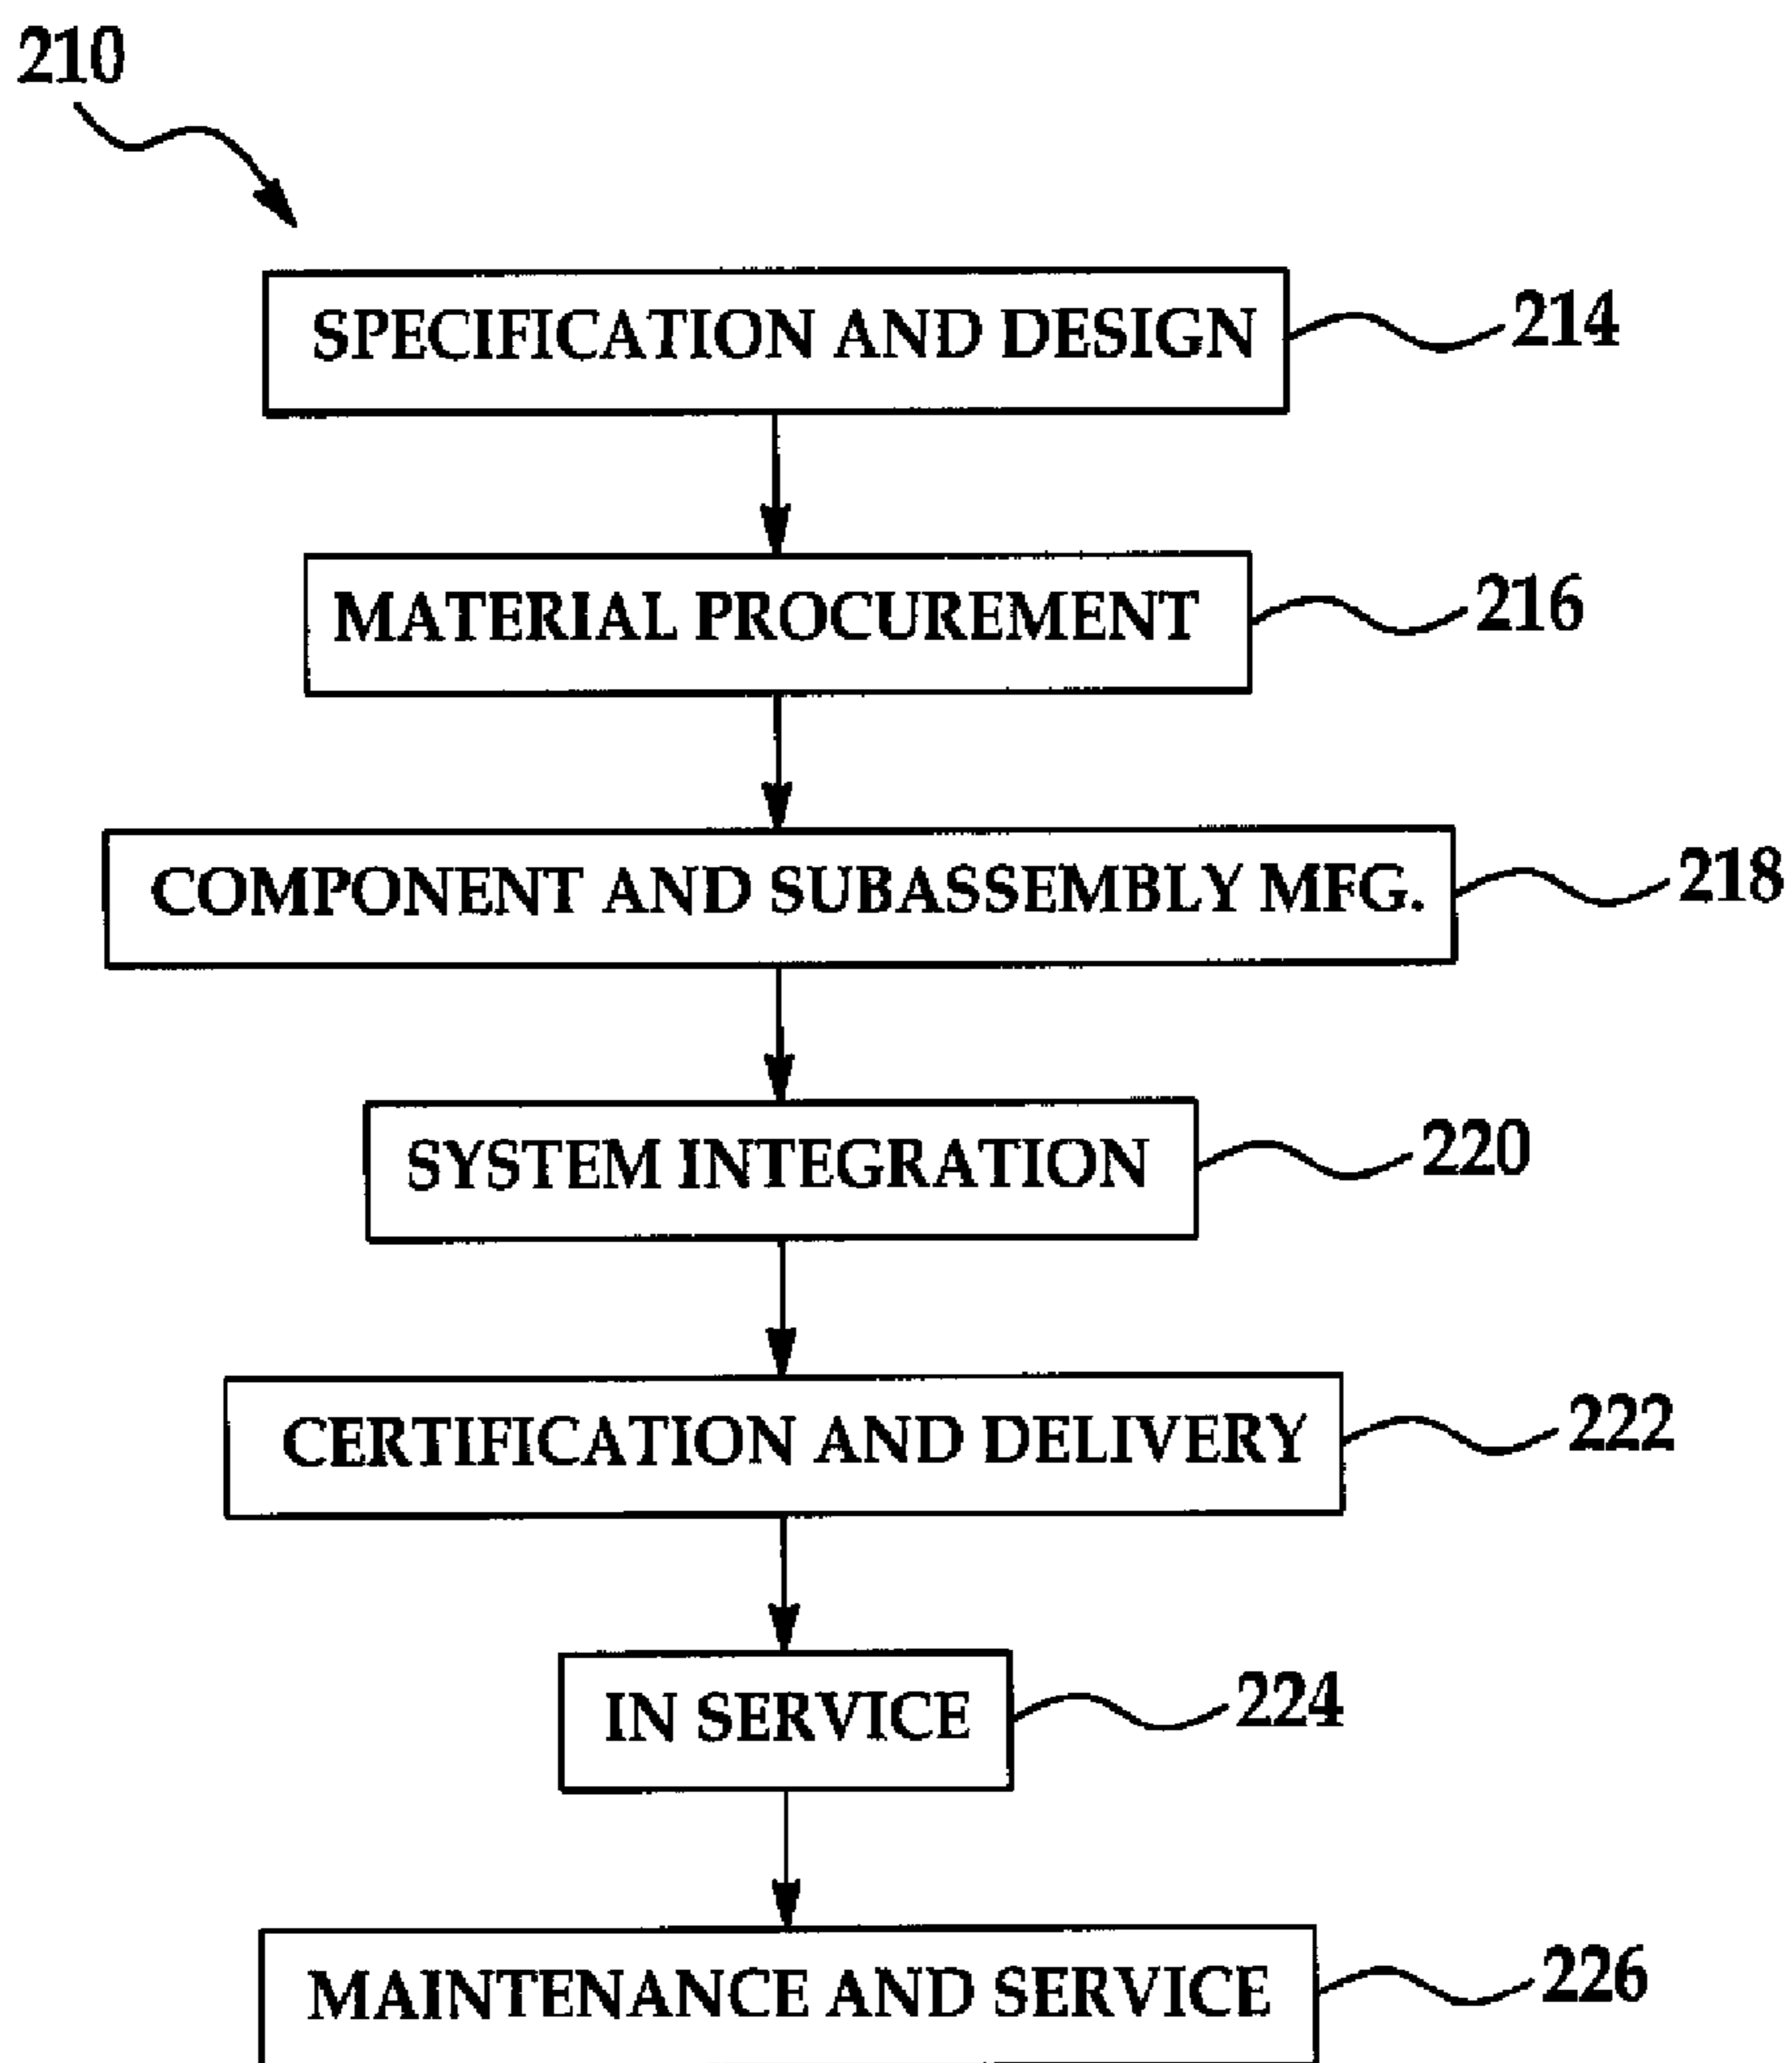 210
SPECIFICATION AND DESIGN
214
MATERIAL PROCUREMENT
216
COMPONENT AND SUBASSEMBLY MFG.
218
SYSTEM INTEGRATION
220
CERTIFICATION AND DELIVERY
222
IN SERVICE
224
MAINTENANCE AND SERVICE
226